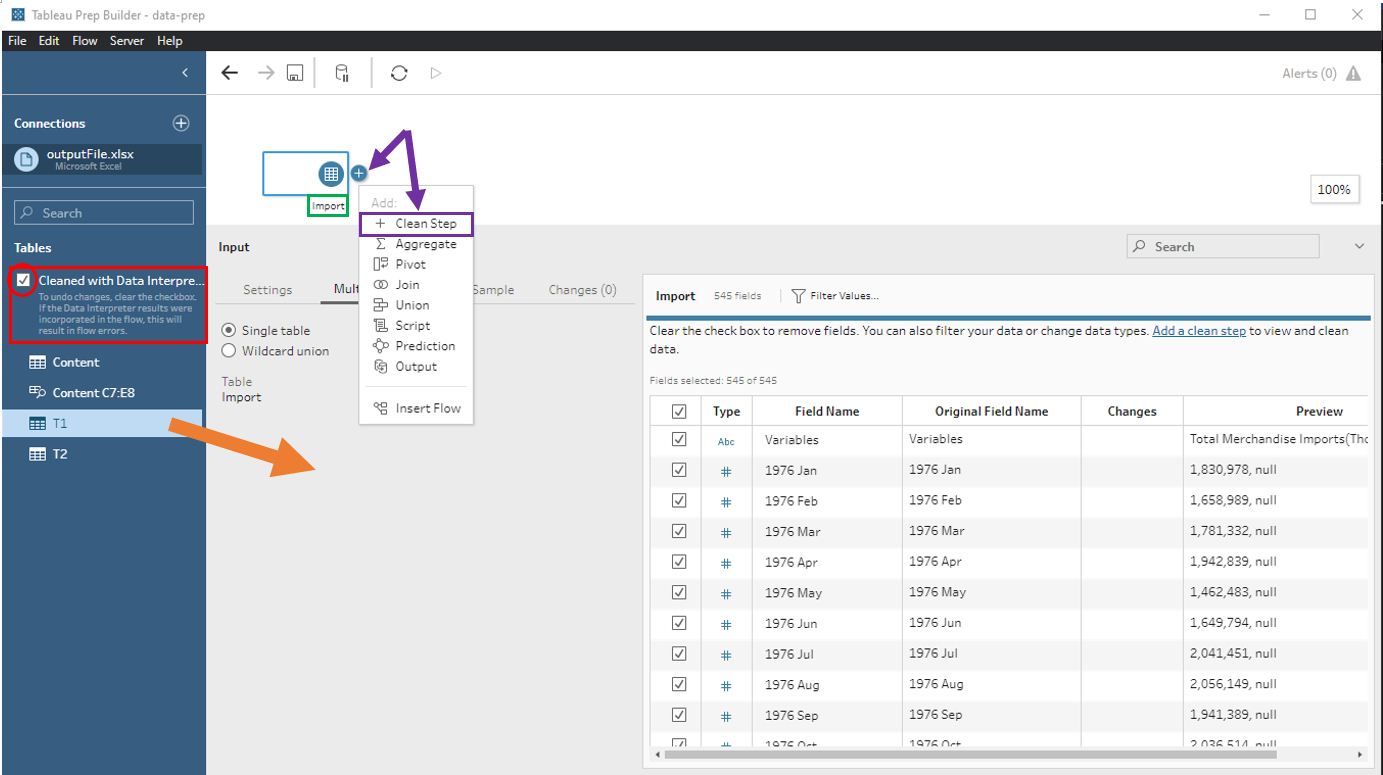 Tableau Prep Builder - data-prep
File Edit Flow Server Help
Alerts (0)
Connections
outputFile.xlsx
Microsoft Excel
Search
Tables
Cleaned with Data Interpre...
To undo changes, clear the checkbox.
If the Data Interpreter results were
incorporated in the flow, this will
result in flow errors.
Content
Content C7:E8
T1
T2
Import
100%
Add:
Clean Step
Aggregate
Pivot
Join
Union
Script
Prediction
Output
Insert Flow
Input
Search
Settings Mult Sample Changes (0)
Single table
Wildcard union
Table
Import
Import 545 fields Filter Values...
Clear the check box to remove fields. You can also filter your data or change data types. Add a clean step to view and clean
data.
Fields selected: 545 of 545
Type Field Name Original Field Name Changes Preview
Abc Variables Variables Total Merchandise Imports(Tho
# 1976 Jan 1976 Jan 1,830,978, null
# 1976 Feb 1976 Feb 1,658,989, null
# 1976 Mar 1976 Mar 1,781,332, null
# 1976 Apr 1976 Apr 1,942,839, null
# 1976 May 1976 May 1,462,483, null
# 1976 Jun 1976 Jun 1,649,794, null
# 1976 Jul 1976 Jul 2,041,451, null
# 1976 Aug 1976 Aug 2,056,149, null
# 1976 Sep 1976 Sep 1,941,389, null
# 1976 Oct 1976 Oct 2,036,514, null